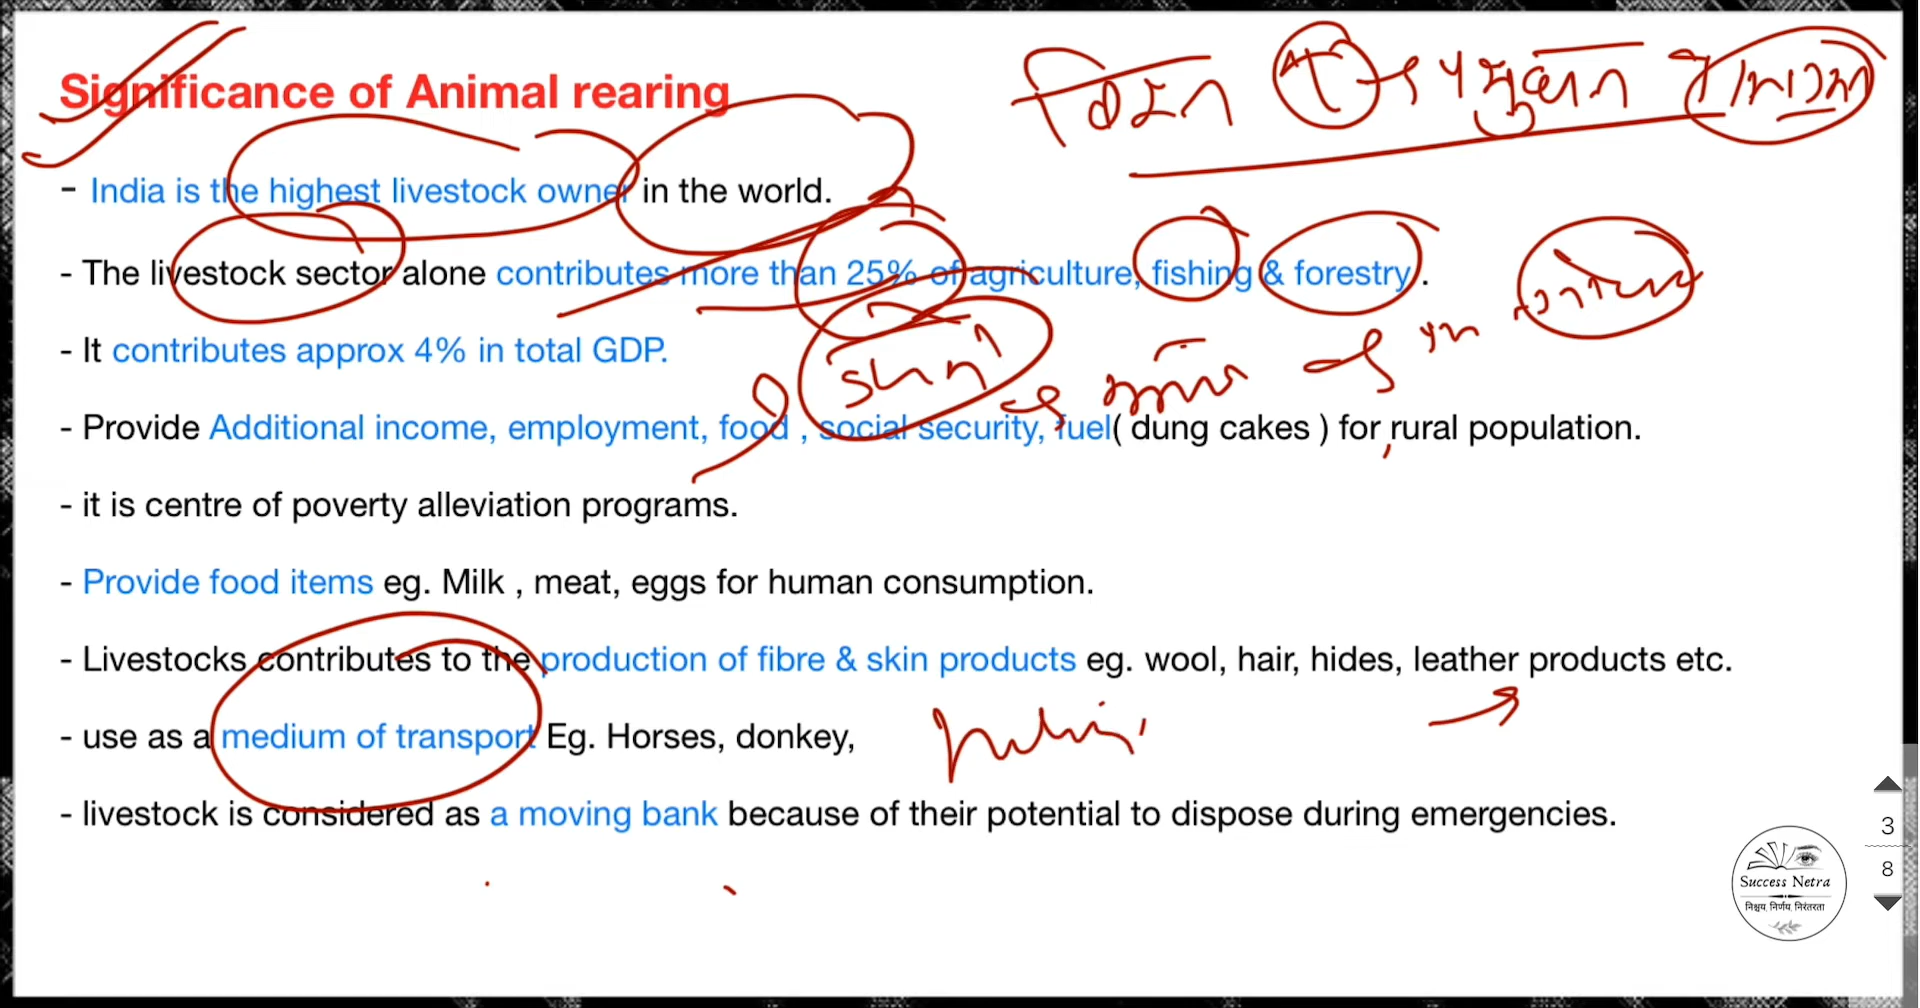 Significance of Animal rearing
- India is the highest livestock owner in the world.
- The livestock sector alone contributes more than 25% of agriculture, fishing & forestry .
- It contributes approx 4% in total GDP.
- Provide Additional income, employment, food , social security, fuel( dung cakes ) for rural population.
- it is centre of poverty alleviation programs.
- Provide food items eg. Milk , meat, eggs for human consumption.
- Livestocks contributes to the production of fibre & skin products eg. wool, hair, hides, leather products etc.
- use as a medium of transport Eg. Horses, donkey,
- livestock is considered as a moving bank because of their potential to dispose during emergencies.
3
8
Success Netra
निश्चय, निर्णय, निरंतरता